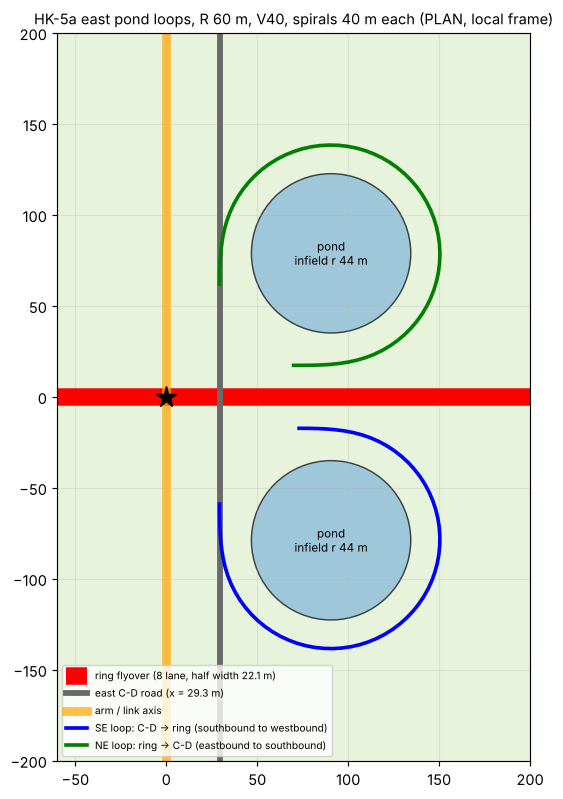 HK-5a east pond loops, R 60 m, V40, spirals 40 m each (PLAN, local frame)
200
150
100
50
0
−50
−100
−150
−200
pond
infield r 44 m
pond
infield r 44 m
ring flyover (8 lane, half width 22.1 m)
east C-D road (x = 29.3 m)
arm / link axis
SE loop: C-D → ring (southbound to westbound)
NE loop: ring → C-D (eastbound to southbound)
−50 0 50 100 150 200